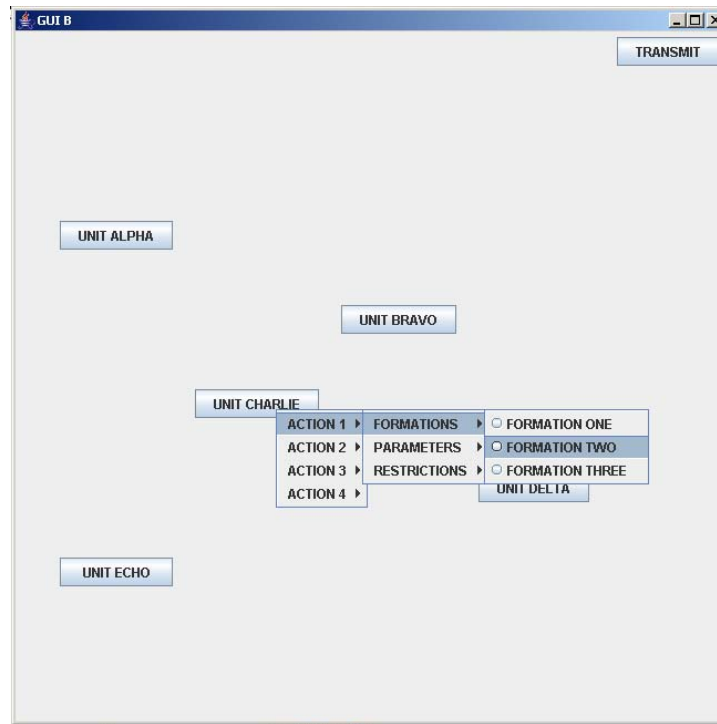 GUI B
TRANSMIT
UNIT ALPHA
UNIT BRAVO
UNIT CHARLIE
ACTION 1 FORMATIONS FORMATION ONE
ACTION 2 PARAMETERS FORMATION TWO
ACTION 3 RESTRICTIONS FORMATION THREE
ACTION 4
UNIT DELTA
UNIT ECHO